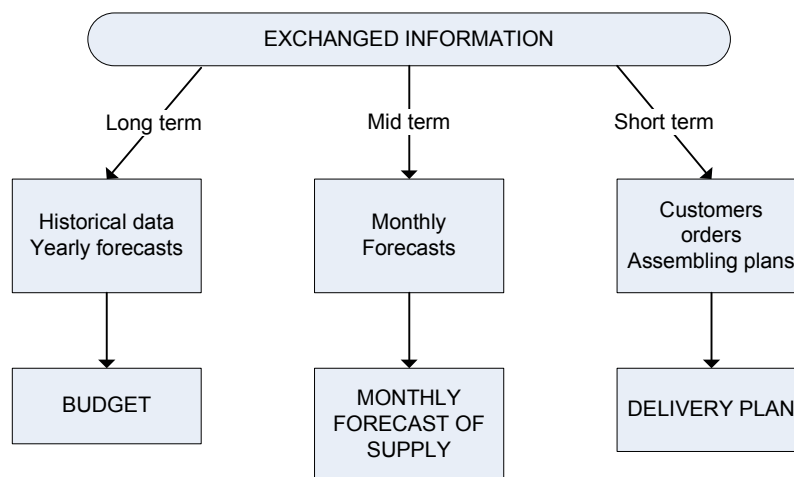 EXCHANGED INFORMATION
Long term
Mid term
Short term
Historical data
Yearly forecasts
Monthly
Forecasts
Customers
orders
Assembling plans
BUDGET
MONTHLY
FORECAST OF
SUPPLY
DELIVERY PLAN